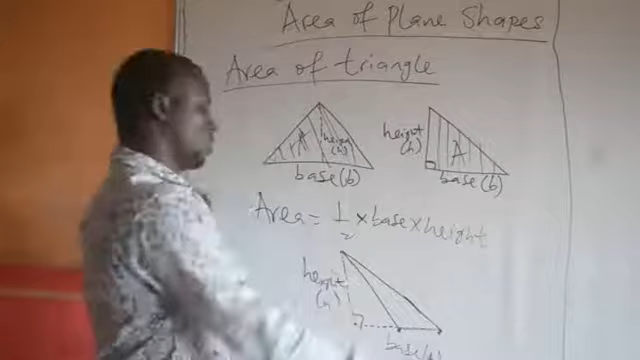 Area of Plane Shapes
Area of triangle
A
height
(h)
base(b)
height
(h)
A
base(b)
Area = 1/2 × base × height
height
(h)
base(b)